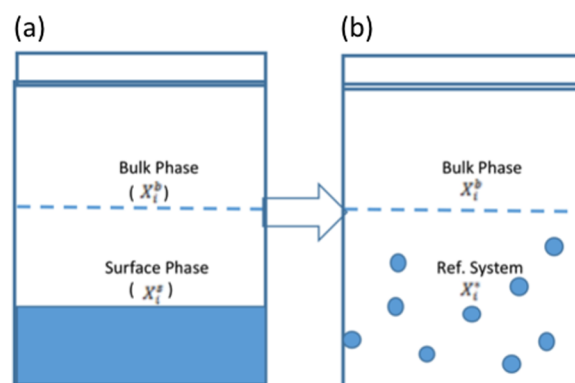 (a)
Bulk Phase
( X_i^b )
Surface Phase
( X_i^s )
(b)
Bulk Phase
X_i^b
Ref. System
X_i^*